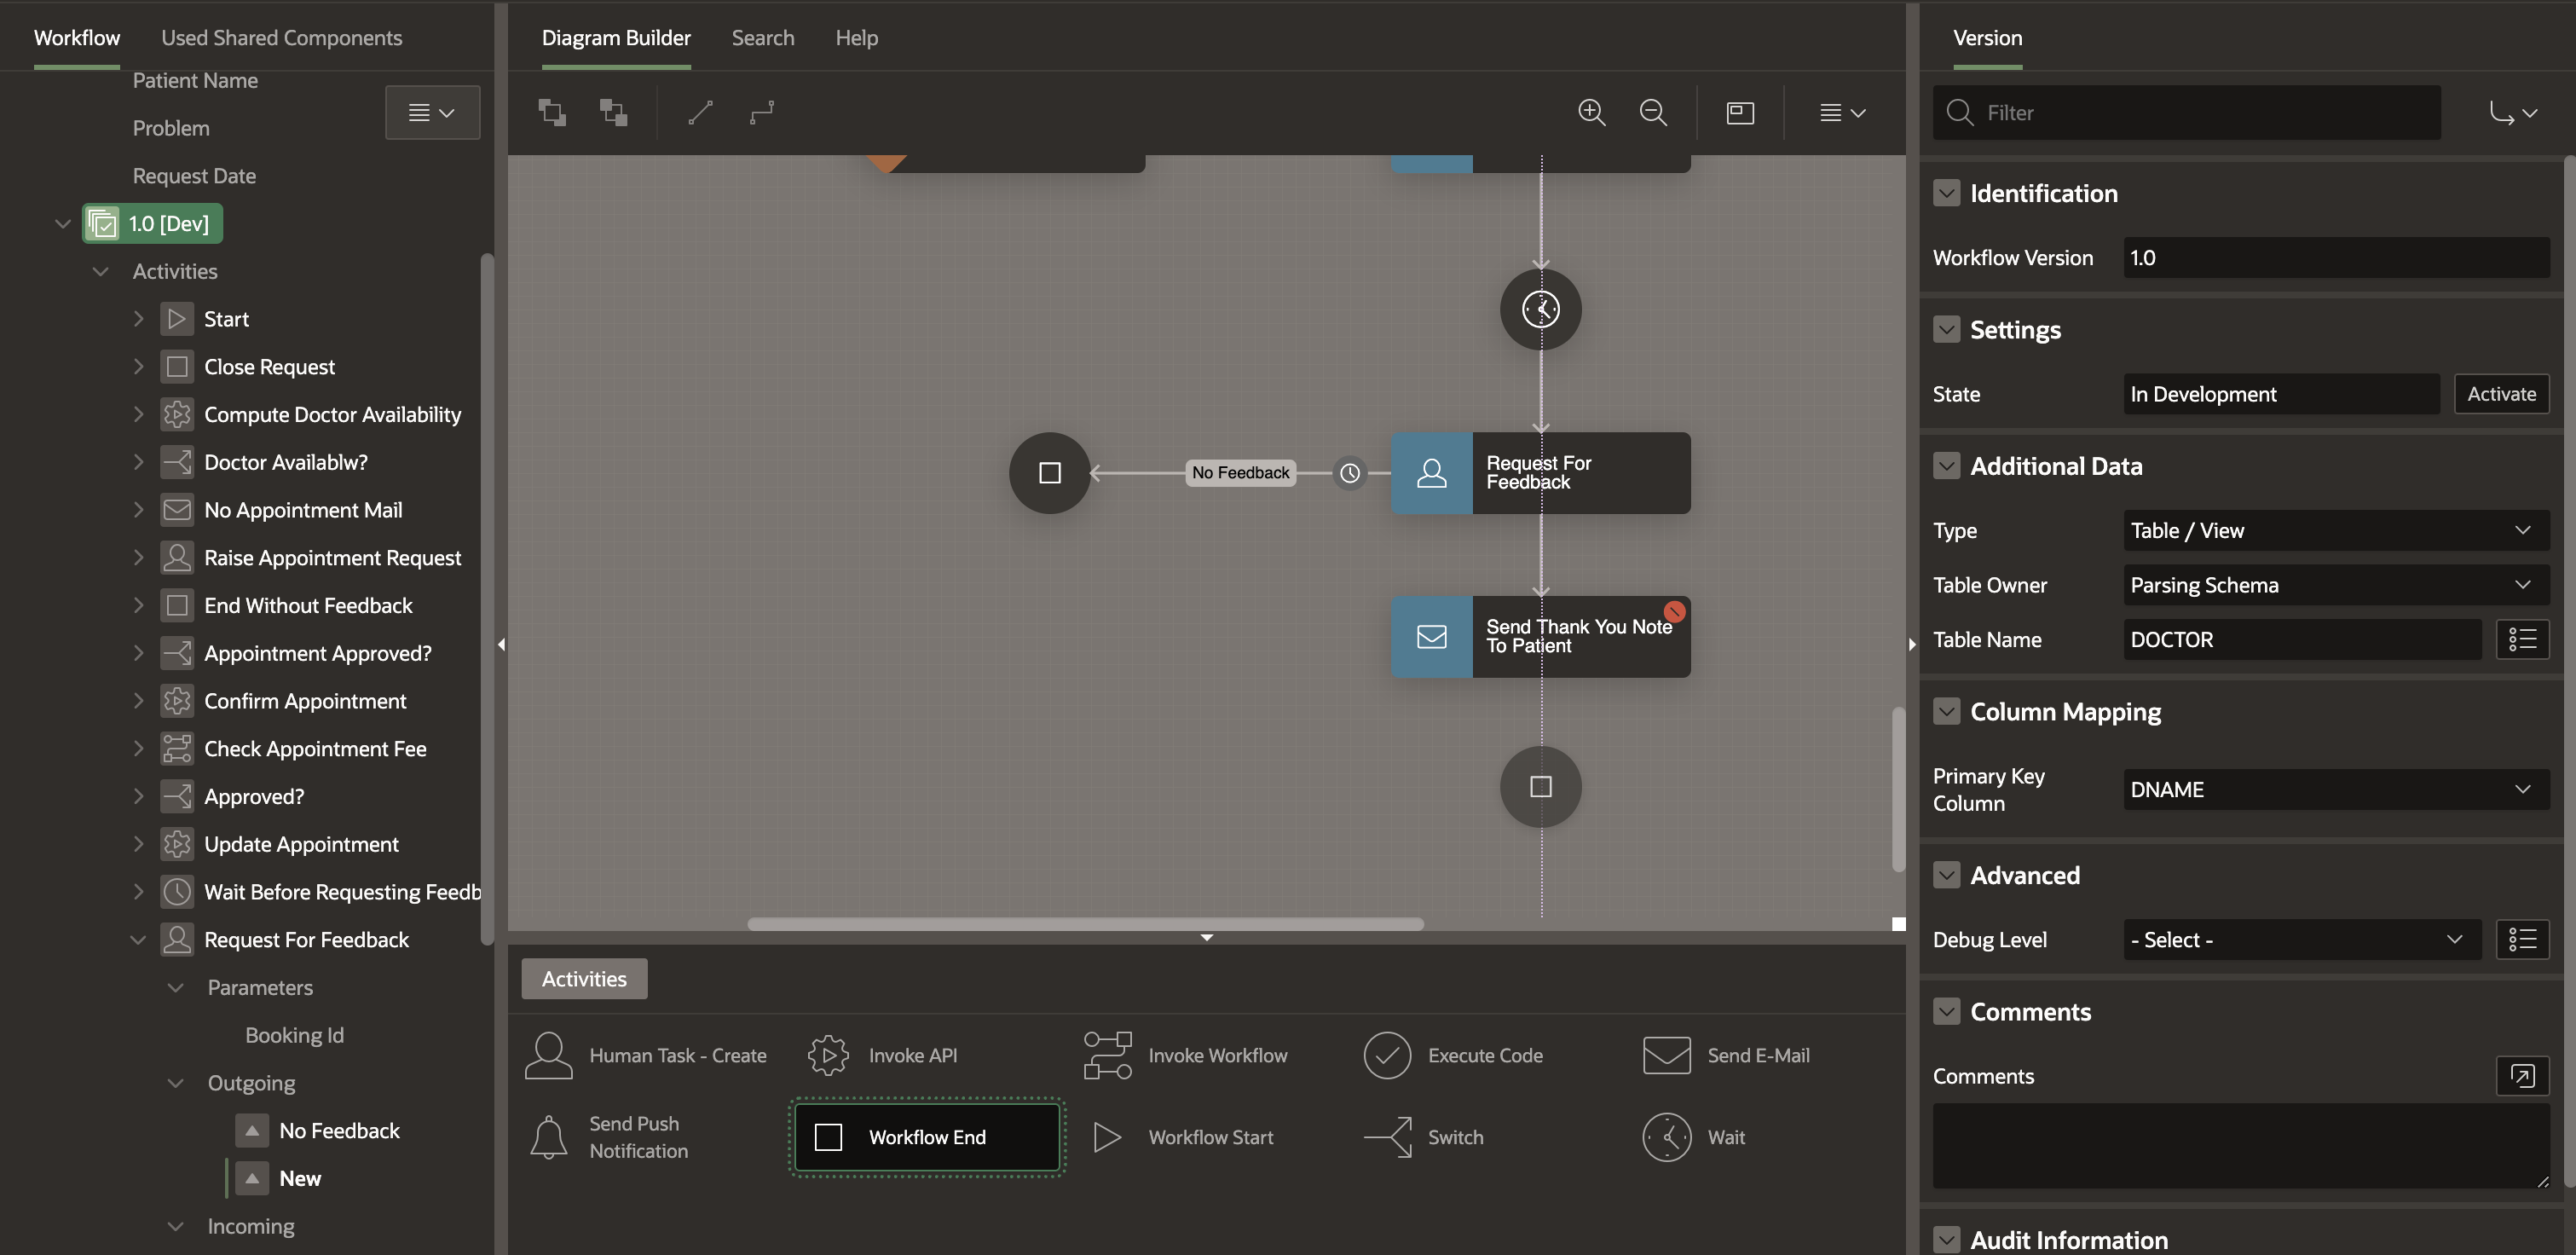 Workflow
Used Shared Components
Patient Name
Problem
Request Date
1.0 [Dev]
Activities
Start
Close Request
Compute Doctor Availability
Doctor Availablw?
No Appointment Mail
Raise Appointment Request
End Without Feedback
Appointment Approved?
Confirm Appointment
Check Appointment Fee
Approved?
Update Appointment
Wait Before Requesting Feedb
Request For Feedback
Parameters
Booking Id
Outgoing
No Feedback
New
Incoming
Diagram Builder
Search
Help
No Feedback
Request For
Feedback
Send Thank You Note
To Patient
Activities
Human Task - Create
Invoke API
Invoke Workflow
Execute Code
Send E-Mail
Send Push
Notification
Workflow End
Workflow Start
Switch
Wait
Version
Filter
Identification
Workflow Version
1.0
Settings
State
In Development
Activate
Additional Data
Type
Table / View
Table Owner
Parsing Schema
Table Name
DOCTOR
Column Mapping
Primary Key
Column
DNAME
Advanced
Debug Level
- Select -
Comments
Comments
Audit Information